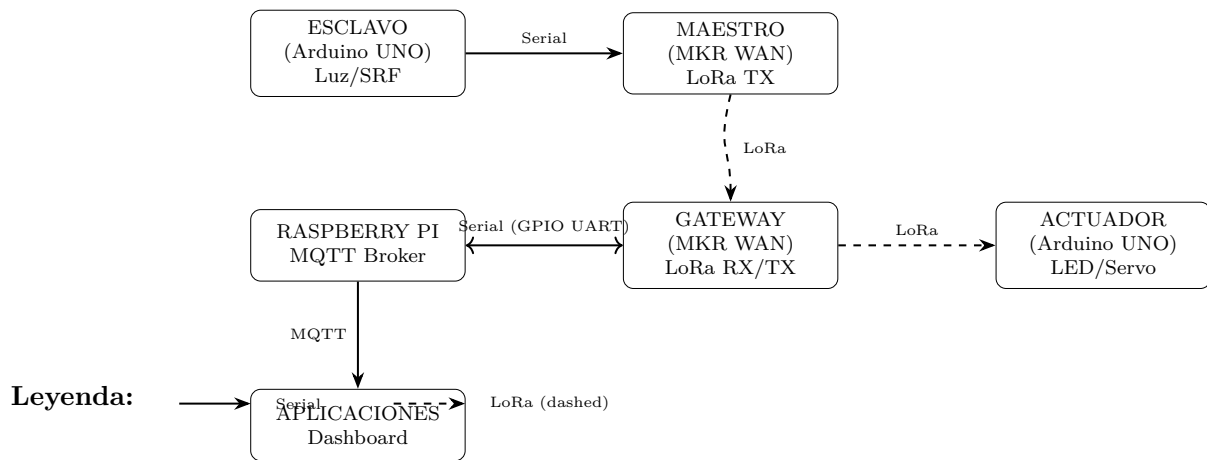 ESCLAVO
(Arduino UNO)
Luz/SRF
Serial
MAESTRO
(MKR WAN)
LoRa TX
LoRa
RASPBERRY PI
MQTT Broker
Serial (GPIO UART)
GATEWAY
(MKR WAN)
LoRa RX/TX
LoRa
ACTUADOR
(Arduino UNO)
LED/Servo
MQTT
Leyenda:
Serial
LoRa (dashed)
APLICACIONES
Dashboard